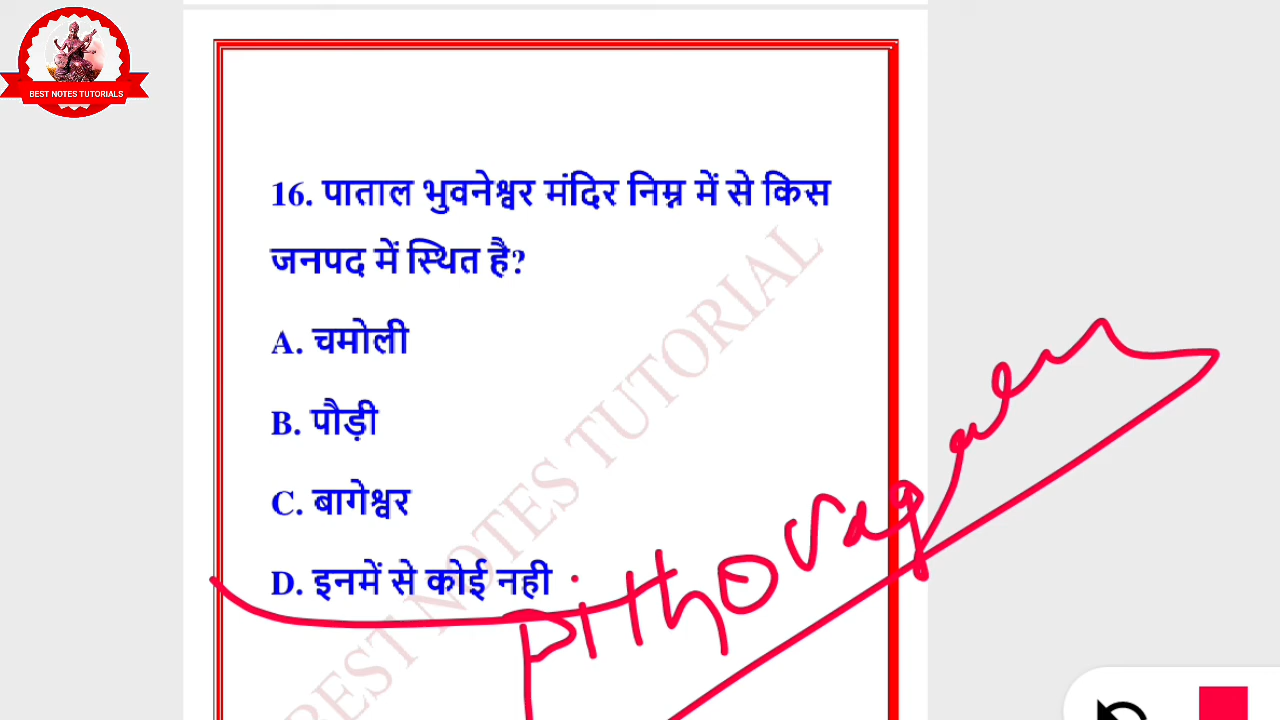 BEST NOTES TUTORIALS
16. पाताल भुवनेश्वर मंदिर निम्न में से किस
जनपद में स्थित है?
A. चमोली
B. पौड़ी
C. बागेश्वर
D. इनमें से कोई नही
pithoragarh
BEST NOTES TUTORIAL